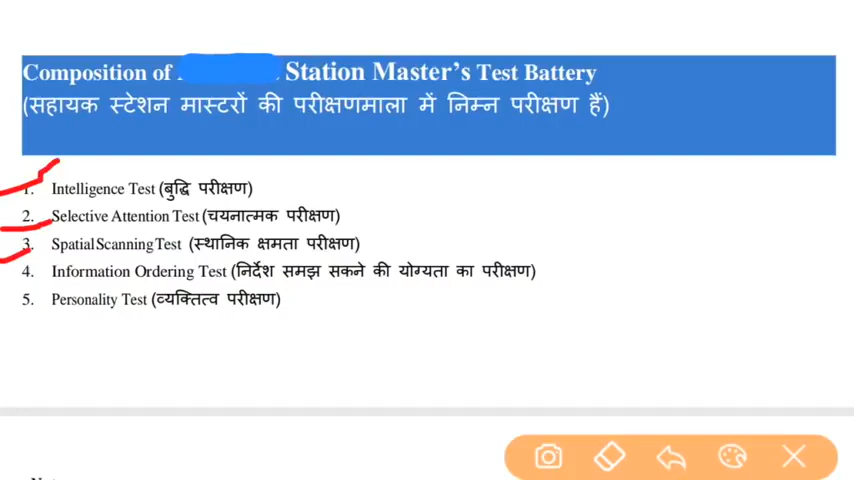 Composition of Station Master's Test Battery
(सहायक स्टेशन मास्टरों की परीक्षणमाला में निम्न परीक्षण हैं)
1. Intelligence Test (बुद्धि परीक्षण)
2. Selective Attention Test (चयनात्मक परीक्षण)
3. Spatial Scanning Test (स्थानिक क्षमता परीक्षण)
4. Information Ordering Test (निर्देश समझ सकने की योग्यता का परीक्षण)
5. Personality Test (व्यक्तित्व परीक्षण)